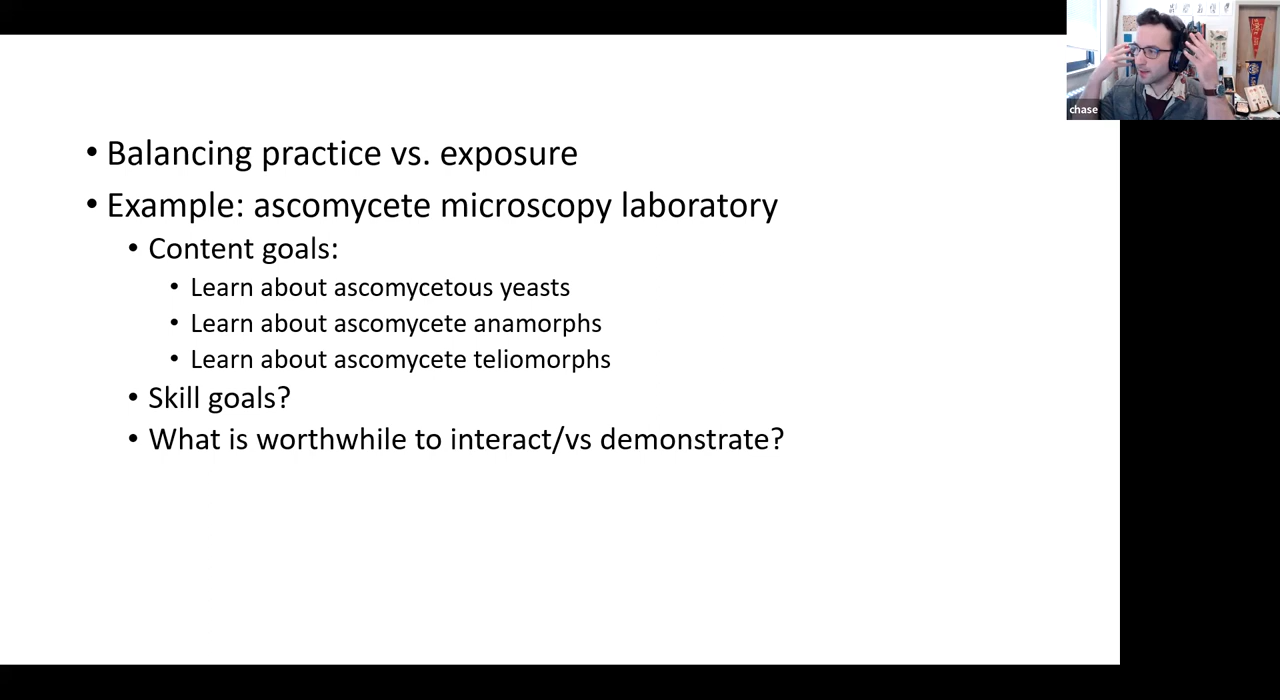 • Balancing practice vs. exposure
• Example: ascomycete microscopy laboratory
• Content goals:
• Learn about ascomycetous yeasts
• Learn about ascomycete anamorphs
• Learn about ascomycete teliomorphs
• Skill goals?
• What is worthwhile to interact/vs demonstrate?
chase